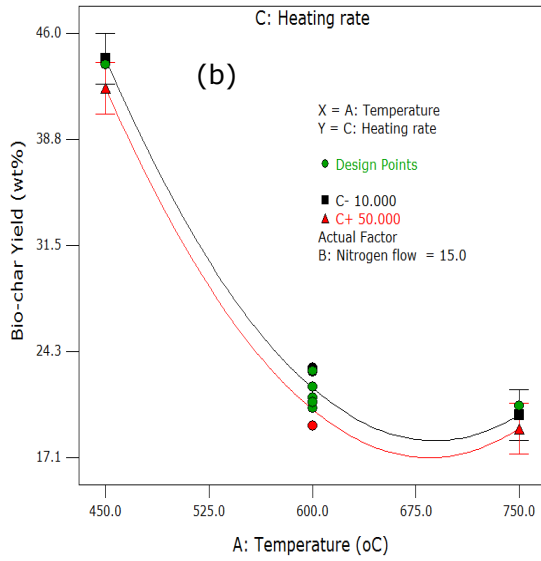 C: Heating rate
(b)
X = A: Temperature
Y = C: Heating rate
Design Points
C- 10.000
C+ 50.000
Actual Factor
B: Nitrogen flow = 15.0
Bio-char Yield (wt%)
46.0
38.8
31.5
24.3
17.1
450.0 525.0 600.0 675.0 750.0
A: Temperature (oC)